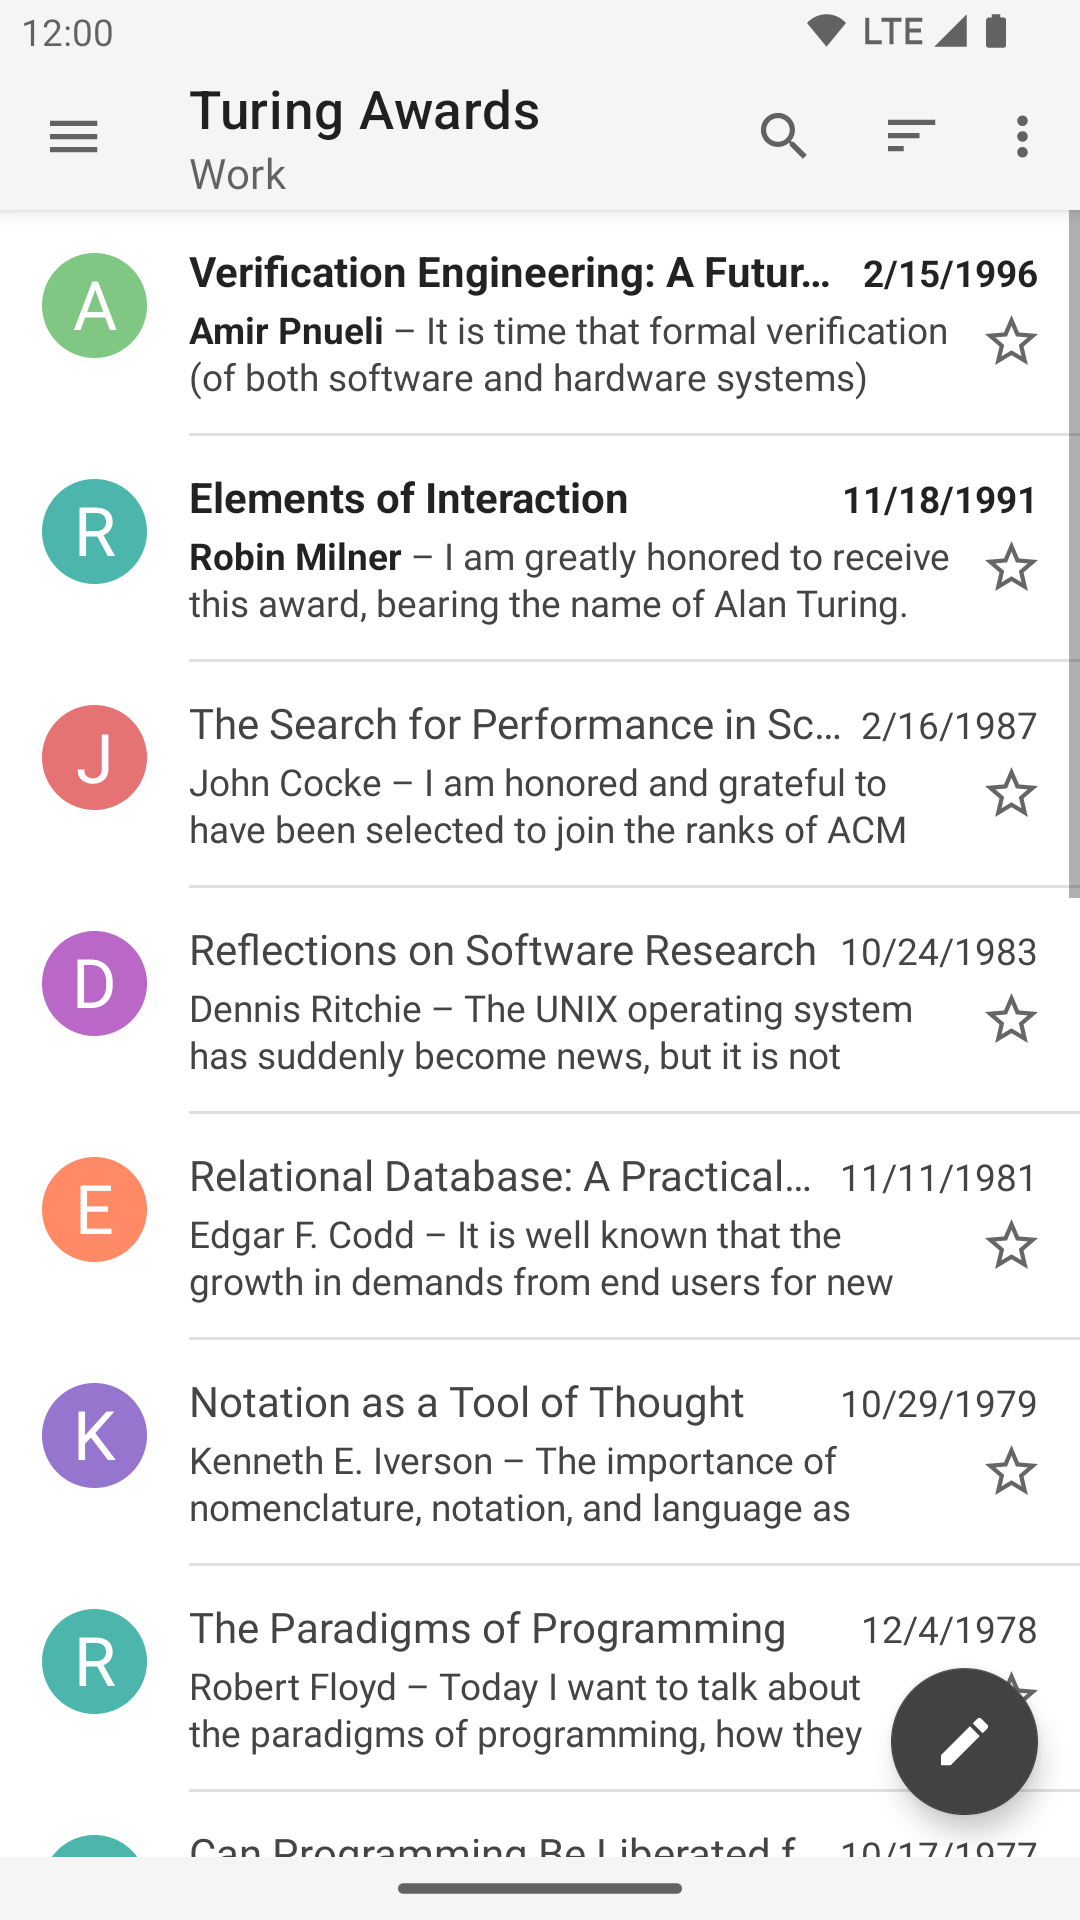 12:00
LTE
Turing Awards
Work
A
Verification Engineering: A Futur... 2/15/1996
Amir Pnueli – It is time that formal verification
(of both software and hardware systems)
R
Elements of Interaction 11/18/1991
Robin Milner – I am greatly honored to receive
this award, bearing the name of Alan Turing.
J
The Search for Performance in Sc... 2/16/1987
John Cocke – I am honored and grateful to
have been selected to join the ranks of ACM
D
Reflections on Software Research 10/24/1983
Dennis Ritchie – The UNIX operating system
has suddenly become news, but it is not
E
Relational Database: A Practical... 11/11/1981
Edgar F. Codd – It is well known that the
growth in demands from end users for new
K
Notation as a Tool of Thought 10/29/1979
Kenneth E. Iverson – The importance of
nomenclature, notation, and language as
R
The Paradigms of Programming 12/4/1978
Robert Floyd – Today I want to talk about
the paradigms of programming, how they
Can Programming Be Liberated f 10/17/1977